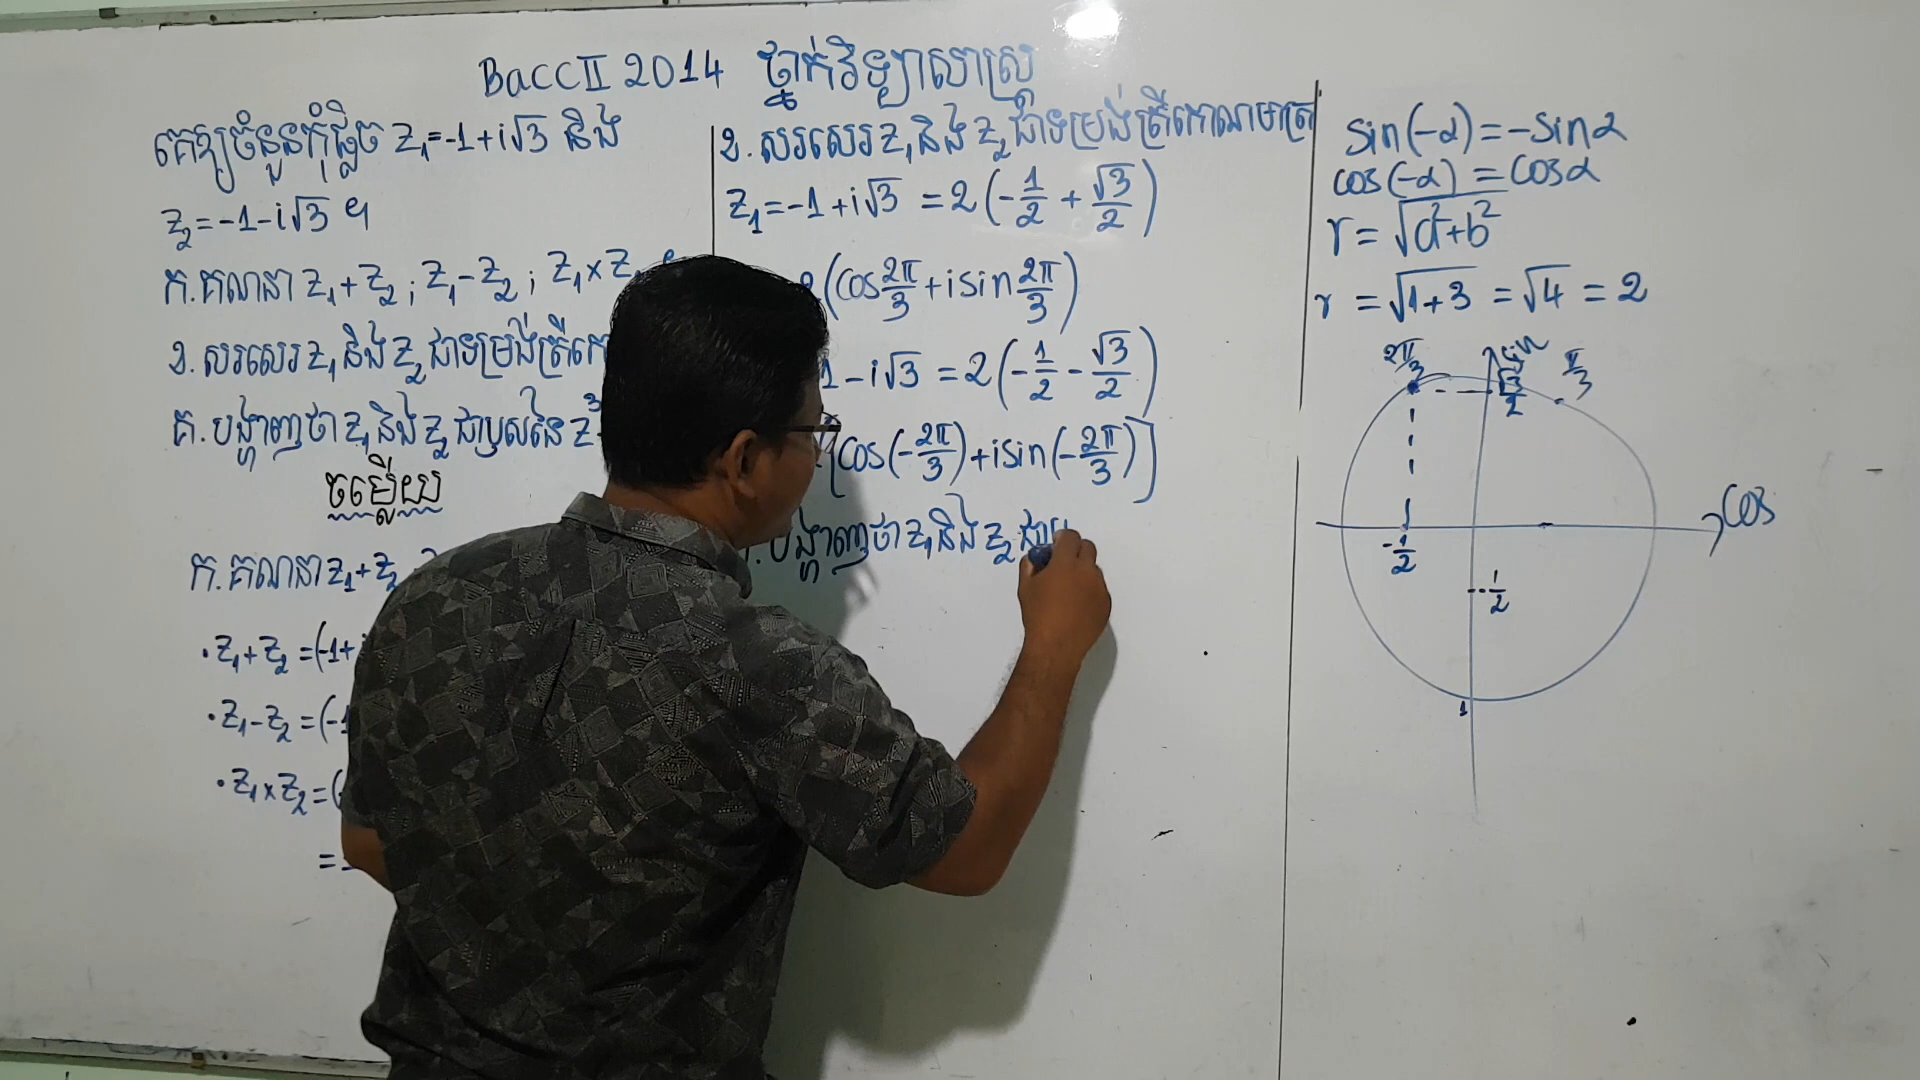 BaccII 2014 ថ្នាក់វិទ្យាសាស្ត្រ
គេឱ្យចំនួនកុំផ្លិច z₁=-1+i√3 និង
z₂=-1-i√3 ។
ក.គណនា z₁+z₂ ; z₁-z₂ ; z₁×z
ខ.សរសេរ z₁ និង z₂ ជាទម្រង់ត្រីកោ
គ.បង្ហាញថា z₁ និង z₂ ជាឫសនៃ z³
ចម្លើយ
ក.គណនា z₁+z₂
•z₁+z₂=(-1+
•z₁-z₂=(-1
•z₁×z₂=(
=
ខ.សរសេរ z₁ និង z₂ ជាទម្រង់ត្រីកោណមាត្រ
z₁=-1+i√3 =2(-1/2+√3/2)
(cos2π/3+isin2π/3)
1-i√3 =2(-1/2-√3/2)
[cos(-2π/3)+isin(-2π/3)]
.បង្ហាញថា z₁ និង z₂ ជា
sin(-α)=-sinα
cos(-α)=cosα
r=√a²+b²
r=√1+3=√4=2
2π/3
sin
√3/2
π/3
cos
-1/2
-1/2
1